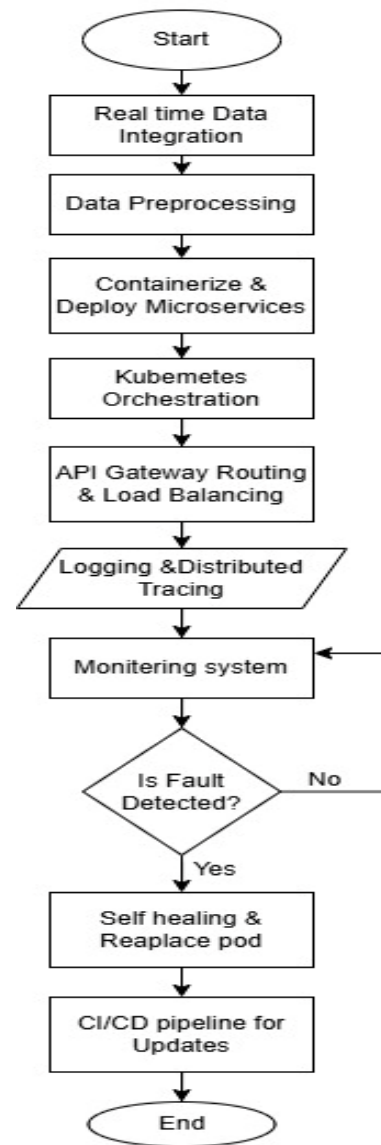 Start
Real time Data
Integration
Data Preprocessing
Containerize &
Deploy Microservices
Kubemetes
Orchestration
API Gateway Routing
& Load Balancing
Logging &Distributed
Tracing
Monitering system
Is Fault
Detected?
No
Yes
Self healing &
Reaplace pod
CI/CD pipeline for
Updates
End